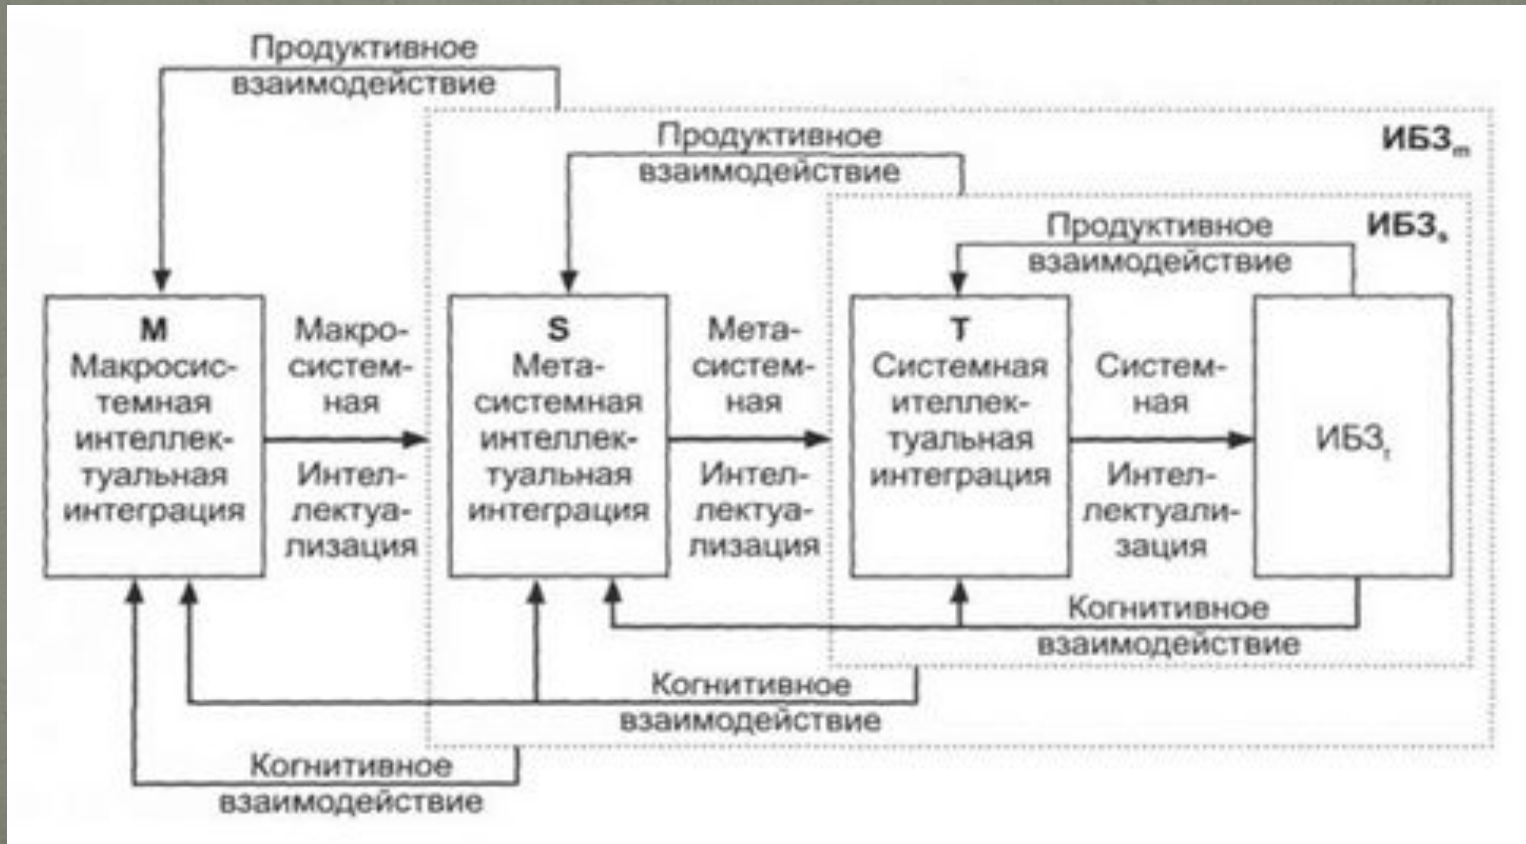 Продуктивное
взаимодействие
Продуктивное
взаимодействие
ИБЗm
Продуктивное
взаимодействие
ИБЗs
M
Макросис-
темная
интеллек-
туальная
интеграция
Макро-
систем-
ная
Интел-
лектуа-
лизация
S
Мета-
системная
интеллек-
туальная
интеграция
Мета-
систем-
ная
Интел-
лектуа-
лизация
T
Системная
ителлек-
туальная
интеграция
Систем-
ная
Интел-
лектуали-
зация
ИБЗt
Когнитивное
взаимодействие
Когнитивное
взаимодействие
Когнитивное
взаимодействие